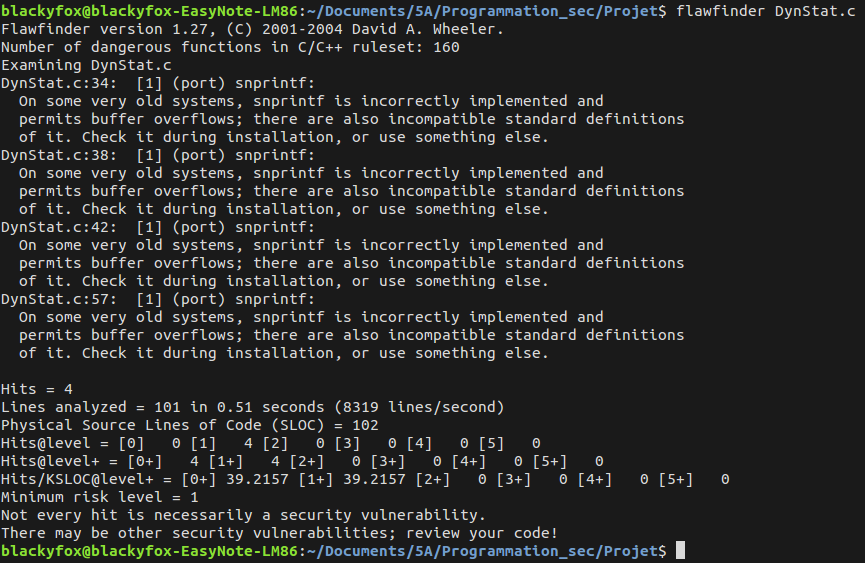 blackyfox@blackyfox-EasyNote-LM86:~/Documents/5A/Programmation_sec/Projet$ flawfinder DynStat.c
Flawfinder version 1.27, (C) 2001-2004 David A. Wheeler.
Number of dangerous functions in C/C++ ruleset: 160
Examining DynStat.c
DynStat.c:34:  [1] (port) snprintf:
  On some very old systems, snprintf is incorrectly implemented and
  permits buffer overflows; there are also incompatible standard definitions
  of it. Check it during installation, or use something else.
DynStat.c:38:  [1] (port) snprintf:
  On some very old systems, snprintf is incorrectly implemented and
  permits buffer overflows; there are also incompatible standard definitions
  of it. Check it during installation, or use something else.
DynStat.c:42:  [1] (port) snprintf:
  On some very old systems, snprintf is incorrectly implemented and
  permits buffer overflows; there are also incompatible standard definitions
  of it. Check it during installation, or use something else.
DynStat.c:57:  [1] (port) snprintf:
  On some very old systems, snprintf is incorrectly implemented and
  permits buffer overflows; there are also incompatible standard definitions
  of it. Check it during installation, or use something else.

Hits = 4
Lines analyzed = 101 in 0.51 seconds (8319 lines/second)
Physical Source Lines of Code (SLOC) = 102
Hits@level = [0]   0 [1]   4 [2]   0 [3]   0 [4]   0 [5]   0
Hits@level+ = [0+]   4 [1+]   4 [2+]   0 [3+]   0 [4+]   0 [5+]   0
Hits/KSLOC@level+ = [0+] 39.2157 [1+] 39.2157 [2+]   0 [3+]   0 [4+]   0 [5+]   0
Minimum risk level = 1
Not every hit is necessarily a security vulnerability.
There may be other security vulnerabilities; review your code!
blackyfox@blackyfox-EasyNote-LM86:~/Documents/5A/Programmation_sec/Projet$